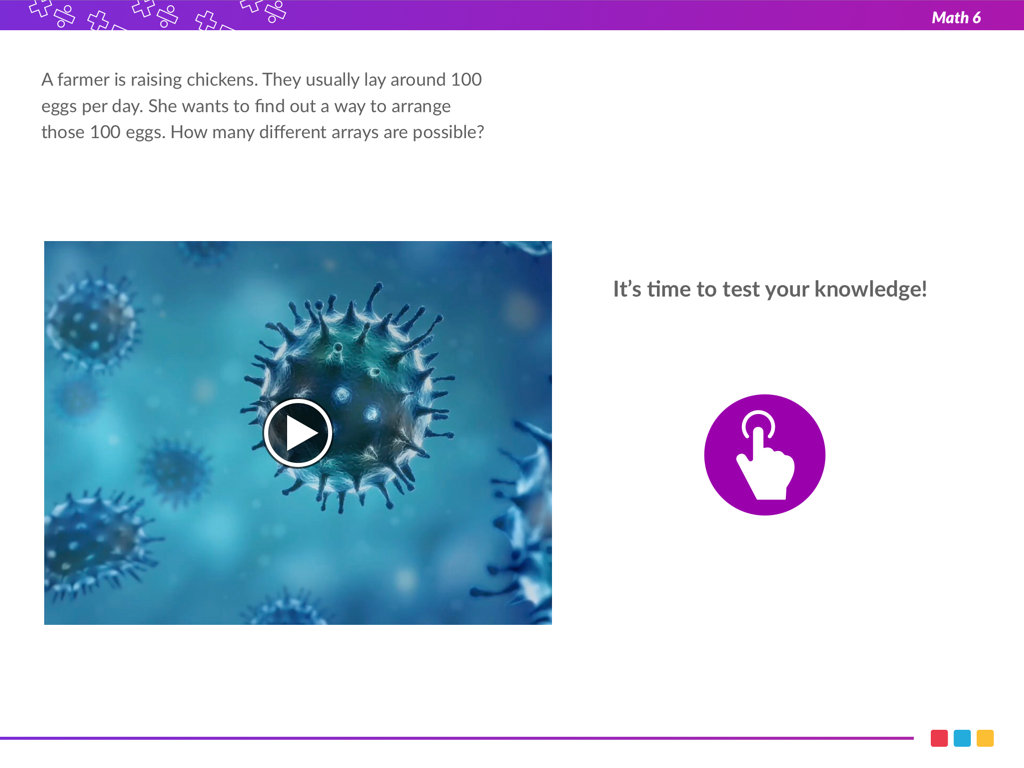 Math 6
A farmer is raising chickens. They usually lay around 100
eggs per day. She wants to find out a way to arrange
those 100 eggs. How many different arrays are possible?
It's time to test your knowledge!